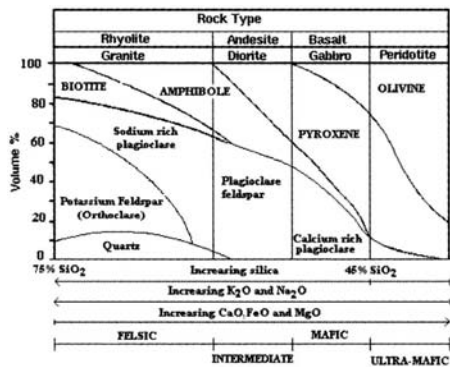 Rock Type
Rhyolite Andesite Basalt
Granite Diorite Gabbro Peridotite
100
80
60
40
20
0
Volume %
BIOTITE
AMPHIBOLE
OLIVINE
Sodium rich
plagioclase
PYROXENE
Potassium Feldspar
(Orthoclase)
Plagioclase
feldspar
Quartz
Calcium rich
plagioclase
75% SiO2 Increasing silica 45% SiO2
Increasing K2O and Na2O
Increasing CaO, FeO and MgO
FELSIC MAFIC
INTERMEDIATE ULTRA-MAFIC